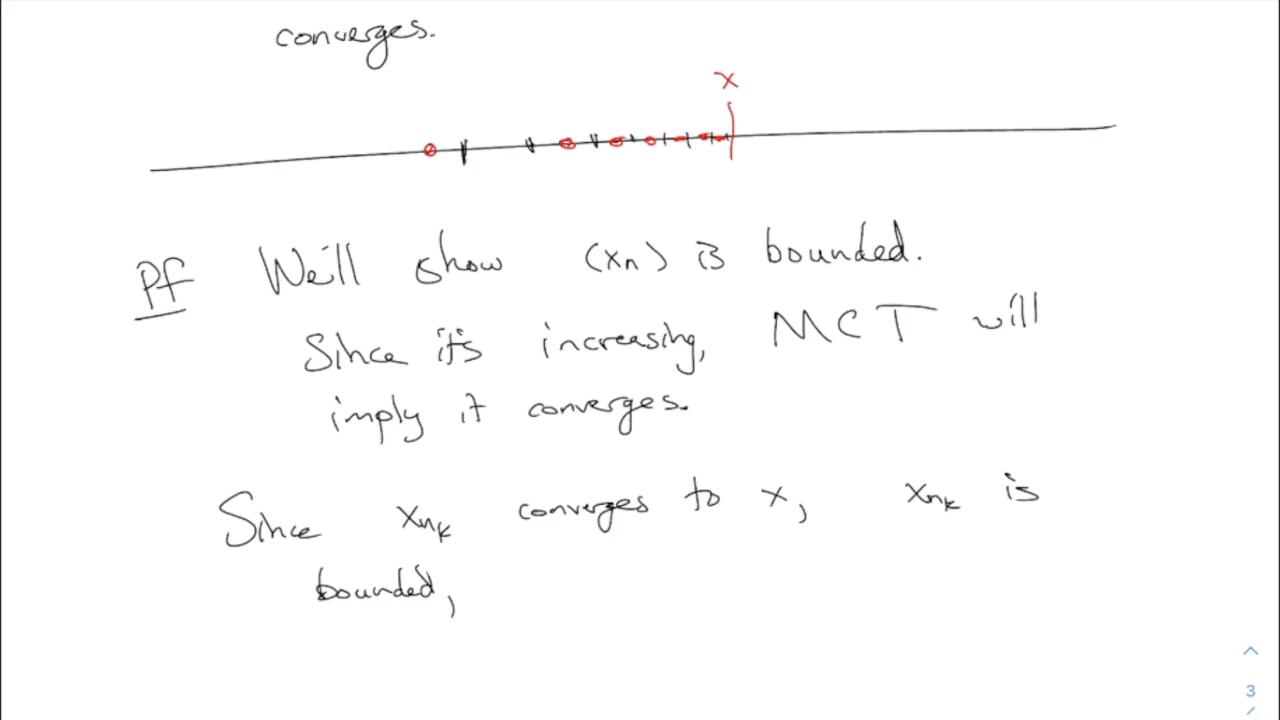 converges.
x
Pf We'll show (xn) is bounded.
Since it's increasing, MCT will
imply it converges.
Since xnk converges to x, xnk is
bounded,
3